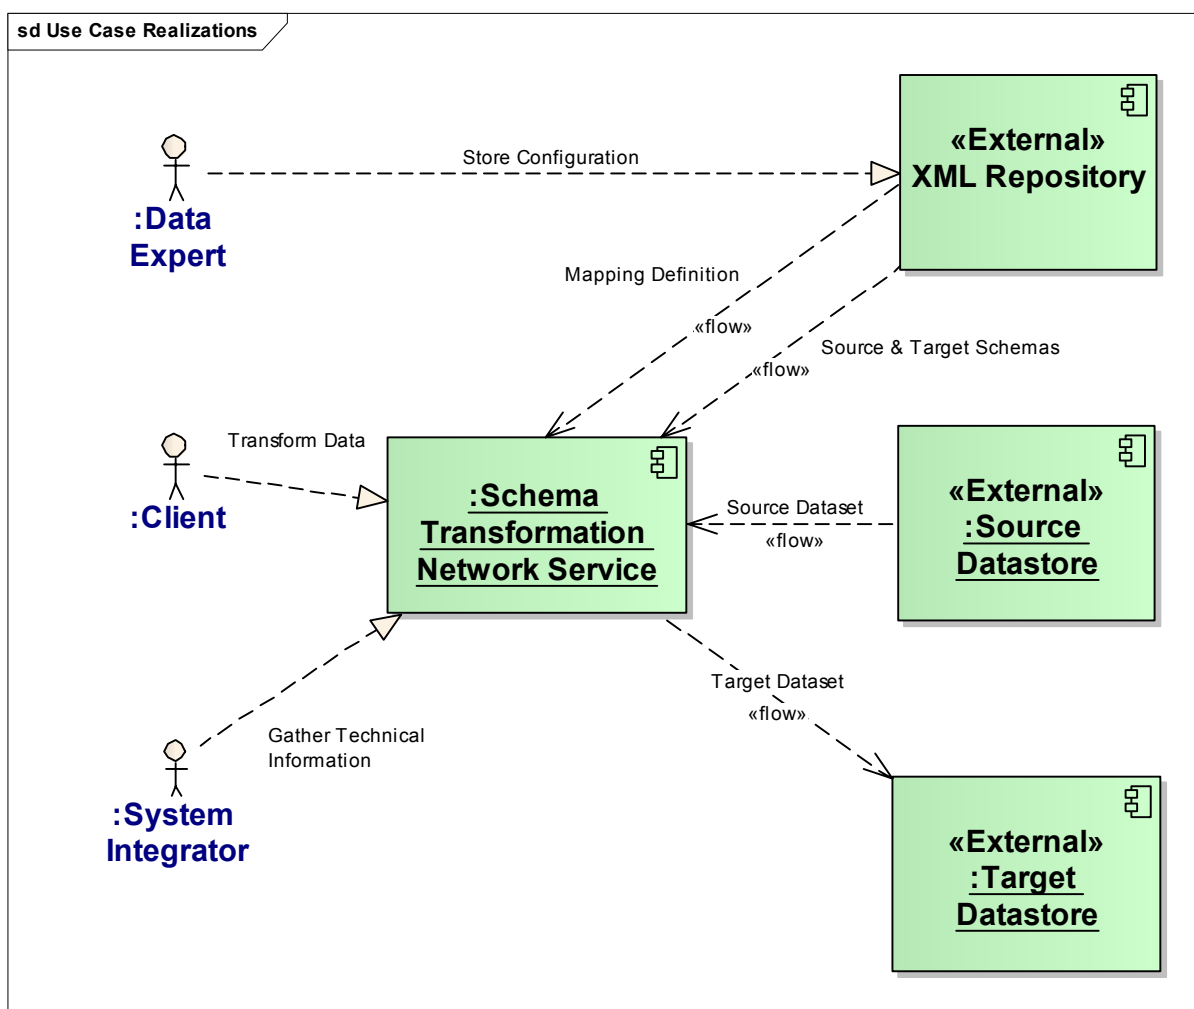 sd Use Case Realizations
«External»
XML Repository
Store Configuration
:Data
Expert
Mapping Definition
«flow»
Source & Target Schemas
«flow»
Transform Data
:Client
:Schema
Transformation
Network Service
Source Dataset
«flow»
«External»
:Source
Datastore
Target Dataset
«flow»
Gather Technical
Information
:System
Integrator
«External»
:Target
Datastore